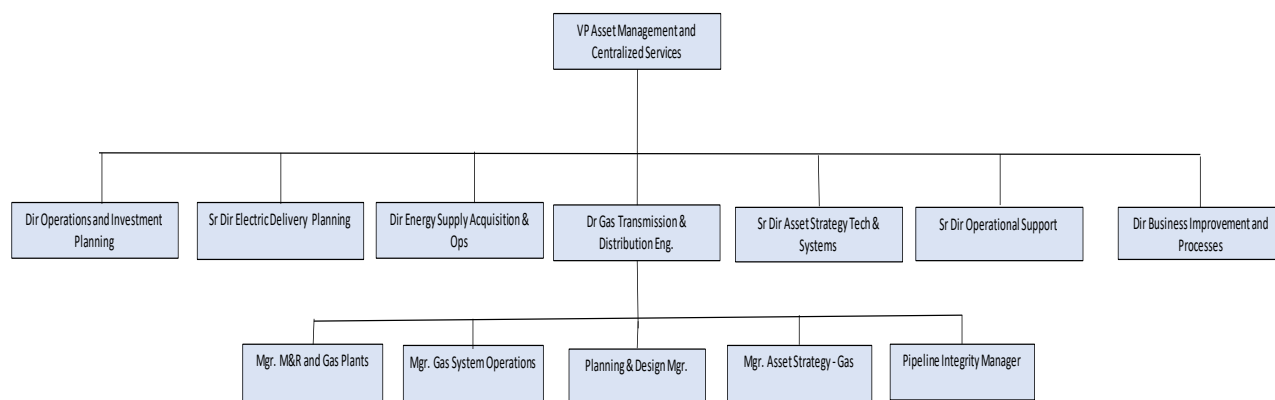 VP Asset Management and
Centralized Services
Dir Operations and Investment
Planning
Sr Dir Electric Delivery Planning
Dir Energy Supply Acquisition &
Ops
Dr Gas Transmission &
Distribution Eng.
Sr Dir Asset Strategy Tech &
Systems
Sr Dir Operational Support
Dir Business Improvement and
Processes
Mgr. M&R and Gas Plants
Mgr. Gas System Operations
Planning & Design Mgr.
Mgr. Asset Strategy - Gas
Pipeline Integrity Manager